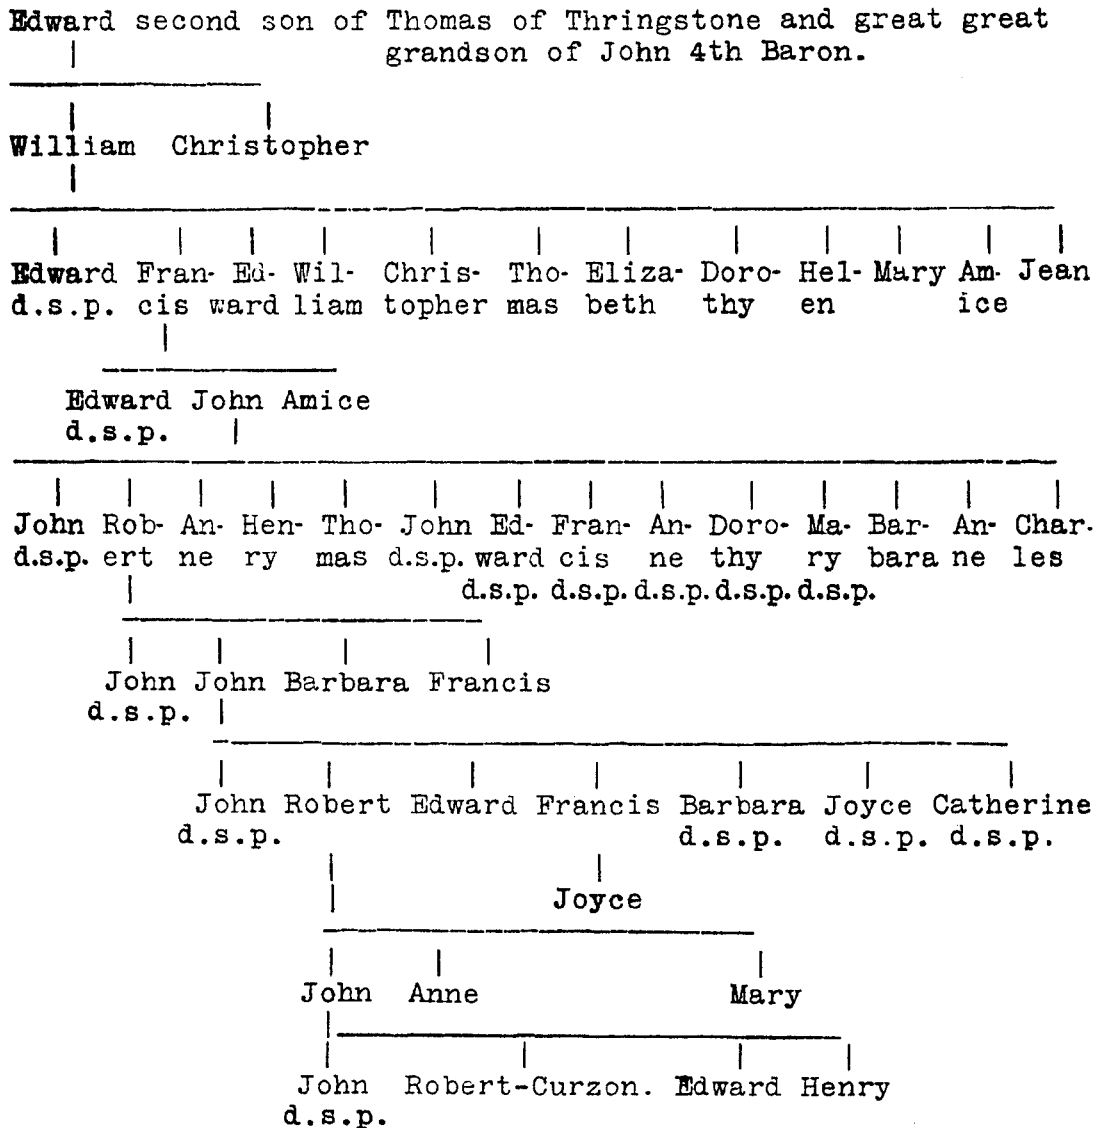 Edward second son of Thomas of Thringstone and great great
grandson of John 4th Baron.
William Christopher
Edward Fran- Ed- Wil- Chris- Tho- Eliza- Doro- Hel- Mary Am- Jean
d.s.p. cis ward liam topher mas beth thy en ice
Edward John Amice
d.s.p.
John Rob- An- Hen- Tho- John Ed- Fran- An- Doro- Ma- Bar- An- Char-
d.s.p. ert ne ry mas d.s.p. ward cis ne thy ry bara ne les
d.s.p. d.s.p. d.s.p. d.s.p. d.s.p.
John John Barbara Francis
d.s.p.
John Robert Edward Francis Barbara Joyce Catherine
d.s.p. d.s.p. d.s.p. d.s.p.
Joyce
John Anne Mary
John Robert-Curzon. Edward Henry
d.s.p.